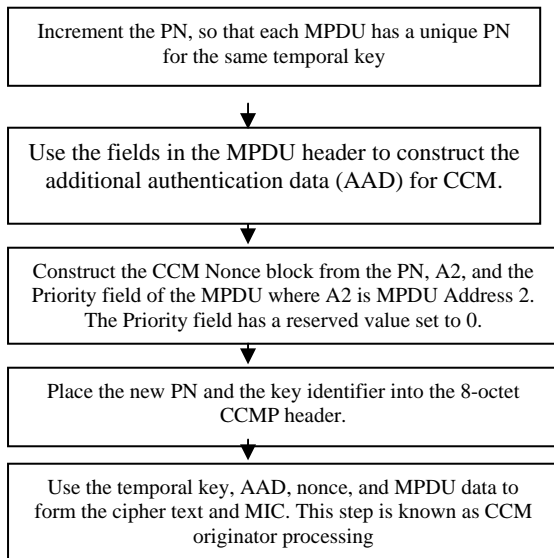 Increment the PN, so that each MPDU has a unique PN
for the same temporal key
Use the fields in the MPDU header to construct the
additional authentication data (AAD) for CCM.
Construct the CCM Nonce block from the PN, A2, and the
Priority field of the MPDU where A2 is MPDU Address 2.
The Priority field has a reserved value set to 0.
Place the new PN and the key identifier into the 8-octet
CCMP header.
Use the temporal key, AAD, nonce, and MPDU data to
form the cipher text and MIC. This step is known as CCM
originator processing